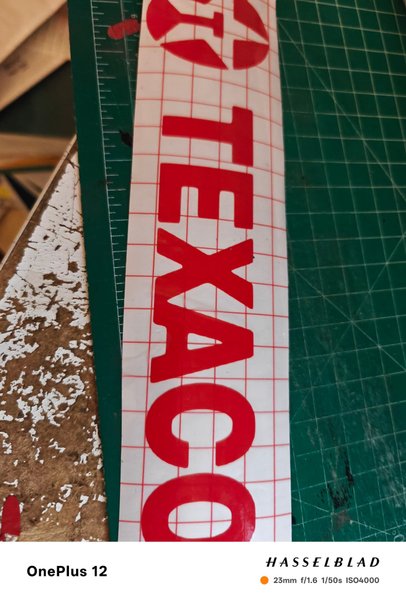 TEXACO
OnePlus 12
HASSELBLAD
23mm f/1.6 1/50s ISO4000